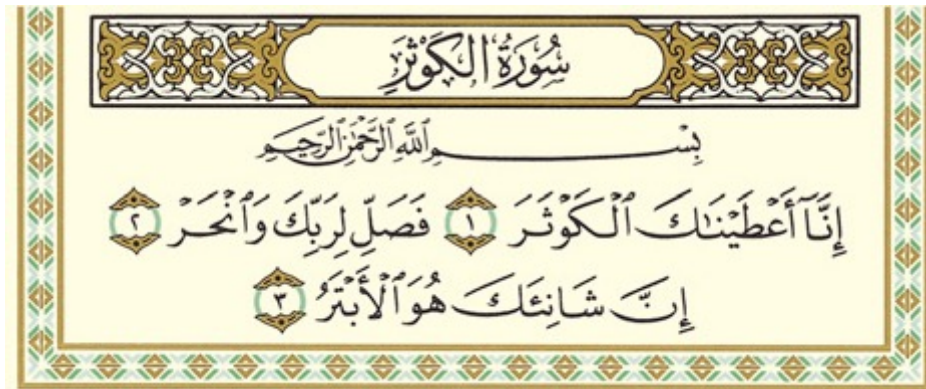 سُورَةُ الكَوْثَرِ
بِسْمِ ٱللَّهِ ٱلرَّحْمَٰنِ ٱلرَّحِيمِ
إِنَّآ أَعْطَيْنَٰكَ ٱلْكَوْثَرَ ١ فَصَلِّ لِرَبِّكَ وَٱنْحَرْ ٢
إِنَّ شَانِئَكَ هُوَ ٱلْأَبْتَرُ ٣